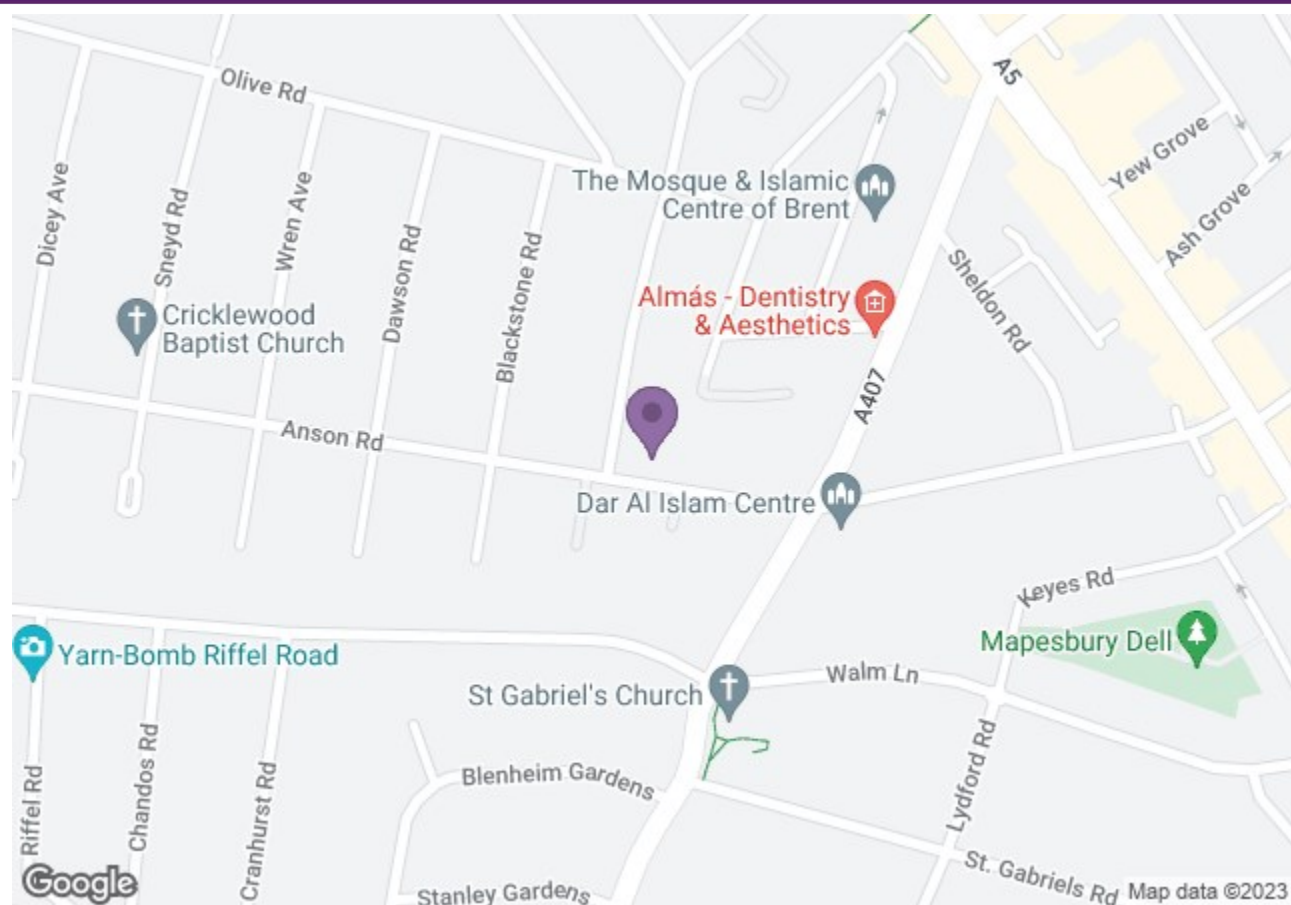 A5
Olive Rd
Yew Grove
The Mosque & Islamic
Centre of Brent
Dicey Ave
Sneyd Rd
Wren Ave
Ash Grove
Dawson Rd
Blackstone Rd
Sheldon Rd
Almás - Dentistry
& Aesthetics
Cricklewood
Baptist Church
A407
Anson Rd
Dar Al Islam Centre
Keyes Rd
Mapesbury Dell
Yarn-Bomb Riffel Road
Walm Ln
St Gabriel's Church
Riffel Rd
Chandos Rd
Cranhurst Rd
Blenheim Gardens
Lydford Rd
St. Gabriels Rd
Stanley Gardens
Google
Map data ©2023